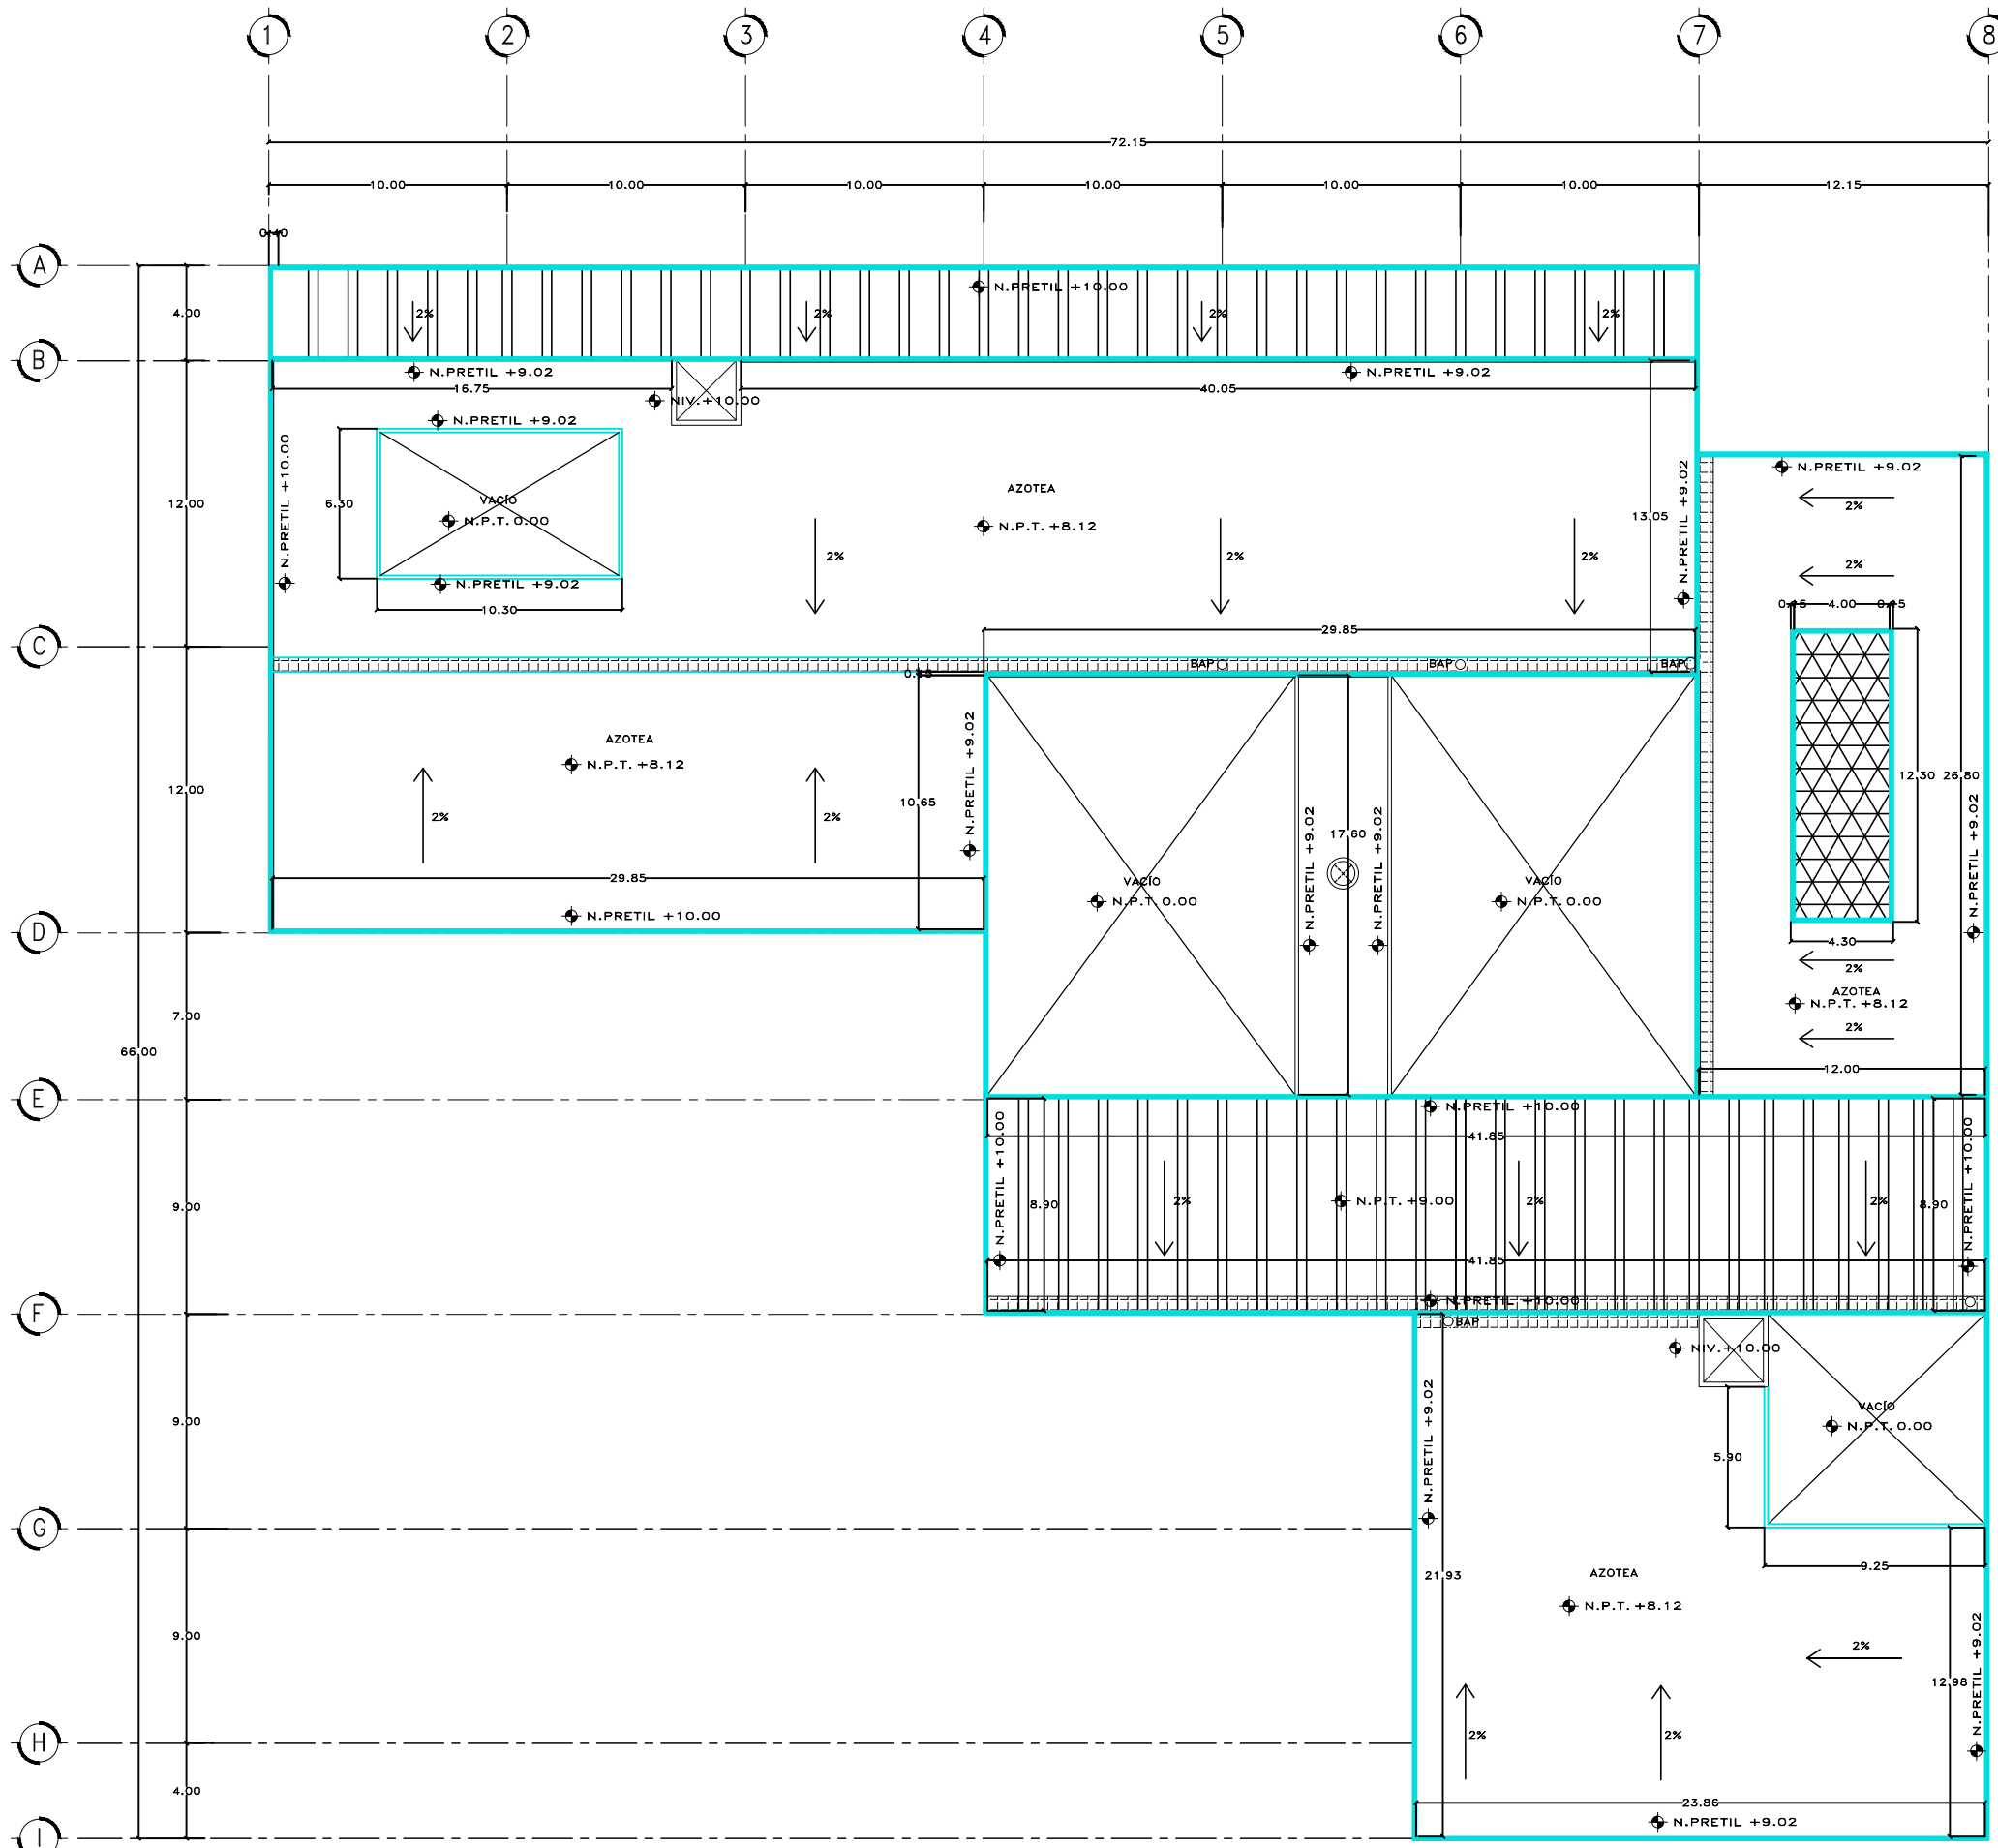 1 2 3 4 5 6 7 8
72.15
10.00 10.00 10.00 10.00 10.00 10.00 12.15
0.40
A
N.PRETIL +10.00
4.00
2% 2% 2% 2%
B
N.PRETIL +9.02 N.PRETIL +9.02
16.75 40.05
NIV.+10.00
N.PRETIL +9.02
N.PRETIL +10.00
N.PRETIL +9.02
N.PRETIL +9.02
AZOTEA
VACÍO
6.30
12.00
2%
13.05
N.P.T. 0.00
N.P.T. +8.12
2% 2% 2%
2%
N.PRETIL +9.02
10.30
0.15 4.00 0.15
29.85
C
BAP BAP BAP
AZOTEA
N.P.T. +8.12
N.PRETIL +9.02
12.30 26.80
12.00
10.65
2% 2%
N.PRETIL +9.02
N.PRETIL +9.02
17.60
N.PRETIL +9.02
29.85
VACÍO
N.P.T. 0.00
VACÍO
N.P.T. 0.00
N.PRETIL +10.00
D
4.30
2%
AZOTEA
N.P.T. +8.12
7.00
2%
66.00
12.00
E
N.PRETIL +10.00
41.85
N.PRETIL +10.00
N.PRETIL +10.00
9.00
8.90
2%
N.P.T. +9.00
2%
2%
8.90
41.85
N.PRETIL +10.00
F
BAP
NIV.+10.00
N.PRETIL +9.02
VACÍO
N.P.T. 0.00
9.00
5.90
G
9.25
21.93
AZOTEA
N.P.T. +8.12
9.00
2%
N.PRETIL +9.02
12.98
2% 2%
H
4.00
23.86
N.PRETIL +9.02
I